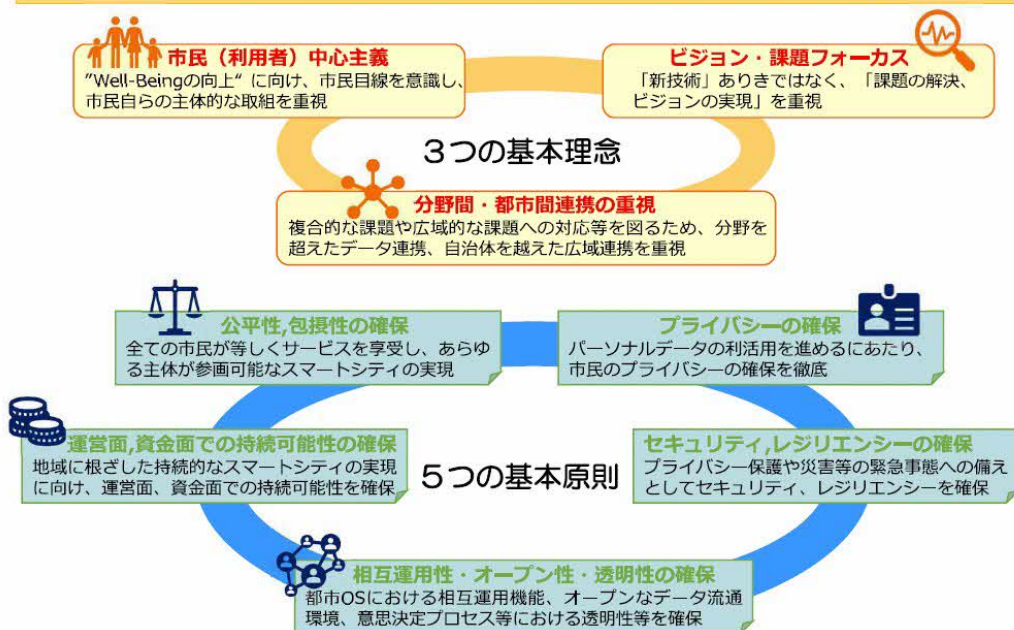 市民（利用者）中心主義
”Well-Beingの向上“ に向け、市民目線を意識し、
市民自らの主体的な取組を重視
ビジョン・課題フォーカス
「新技術」ありきではなく、「課題の解決、
ビジョンの実現」を重視
３つの基本理念
分野間・都市間連携の重視
複合的な課題や広域的な課題への対応等を図るため、分野を
超えたデータ連携、自治体を越えた広域連携を重視
公平性,包摂性の確保
全ての市民が等しくサービスを享受し、あらゆ
る主体が参画可能なスマートシティの実現
プライバシーの確保
パーソナルデータの利活用を進めるにあたり、
市民のプライバシーの確保を徹底
運営面,資金面での持続可能性の確保
地域に根ざした持続的なスマートシティの実現
に向け、運営面、資金面での持続可能性を確保
５つの基本原則
セキュリティ,レジリエンシーの確保
プライバシー保護や災害等の緊急事態への備え
としてセキュリティ、レジリエンシーを確保
相互運用性・オープン性・透明性の確保
都市OSにおける相互運用機能、オープンなデータ流通
環境、意思決定プロセス等における透明性等を確保